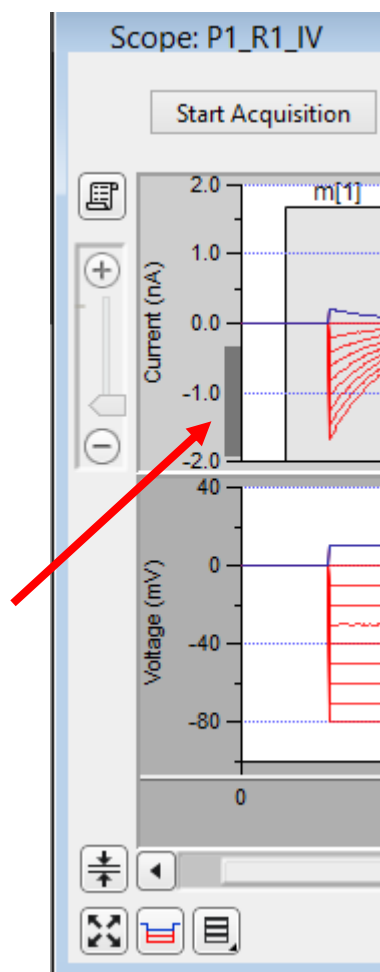 Scope: P1_R1_IV
Start Acquisition
2.0
m[1]
1.0
0.0
-1.0
-2.0
Current (nA)
40
0
-40
-80
Voltage (mV)
0